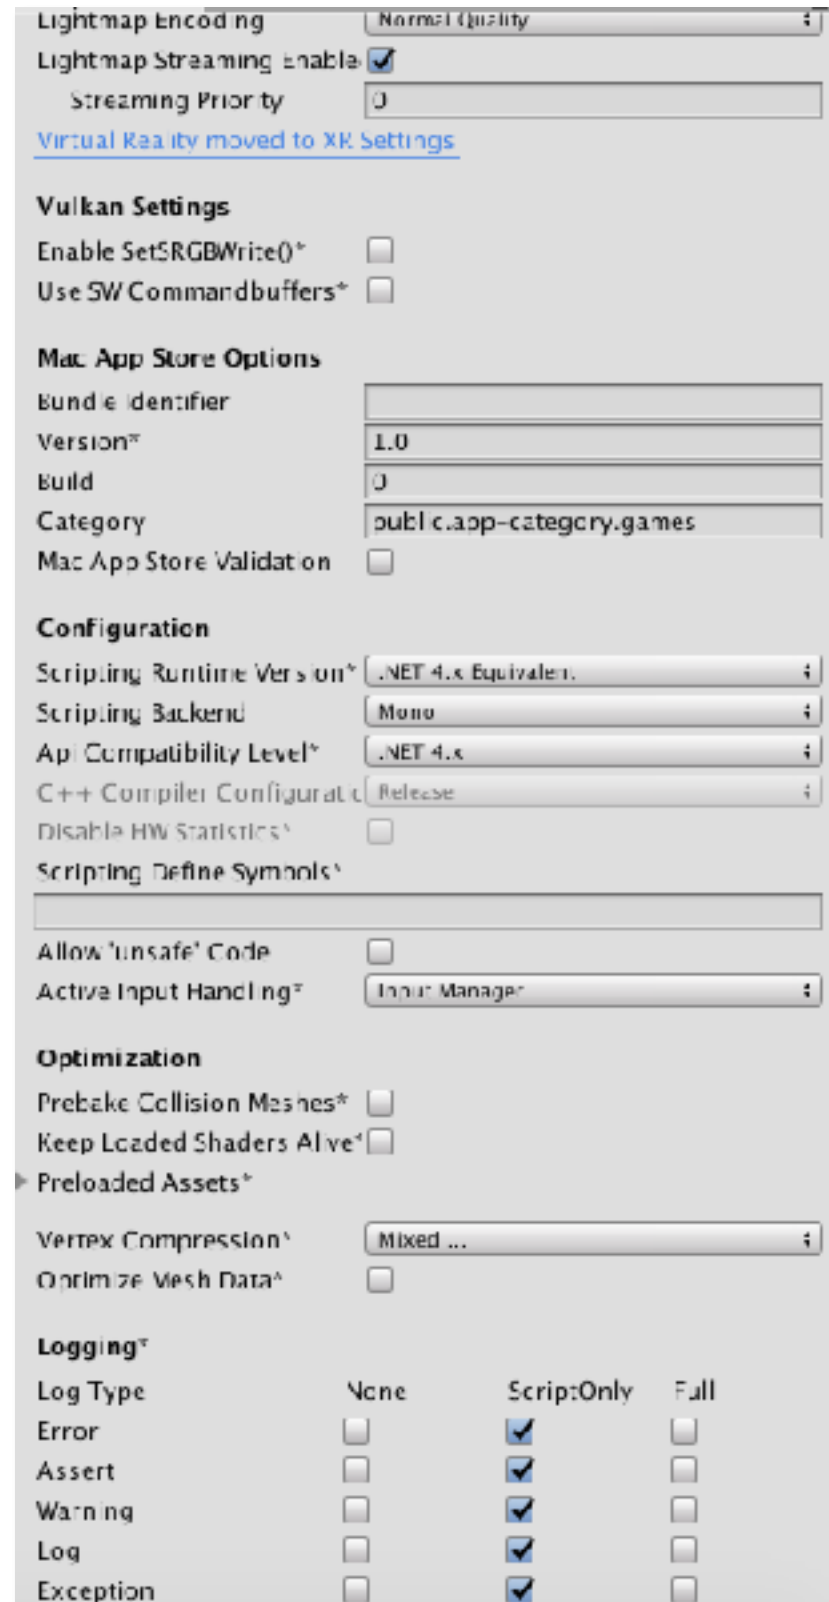 Lightmap Encoding Normal Quality
Lightmap Streaming Enable
Streaming Priority 0
Virtual Reality moved to XR Settings
Vulkan Settings
Enable SetSRGBWrite()*
Use SW Commandbuffers*
Mac App Store Options
Bundle Identifier
Version* 1.0
Build 0
Category public.app-category.games
Mac App Store Validation
Configuration
Scripting Runtime Version* .NET 4.x Equivalent
Scripting Backend Mono
Api Compatibility Level* .NET 4.x
C++ Compiler Configuratic Release
Disable HW Statistics*
Scripting Define Symbols*
Allow 'unsafe' Code
Active Input Handling* Input Manager
Optimization
Prebake Collision Meshes*
Keep Loaded Shaders Alive*
Preloaded Assets*
Vertex Compression* Mixed ...
Optimize Mesh Data*
Logging*
Log Type None ScriptOnly Full
Error
Assert
Warning
Log
Exception